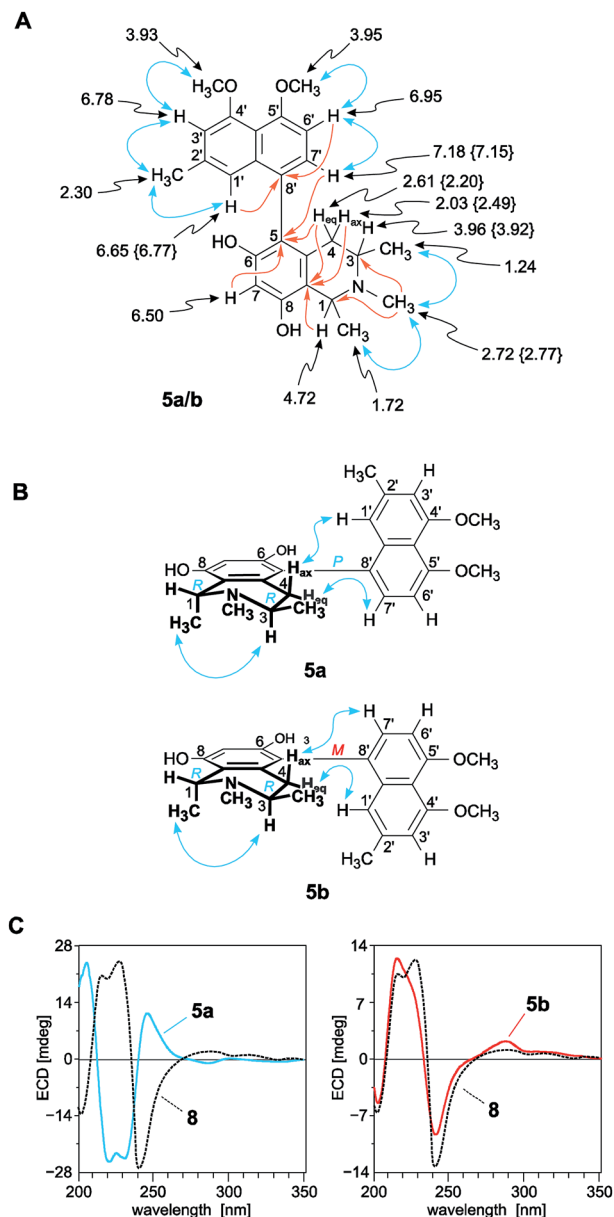 A
3.93
3.95
H₃CO
OCH₃
6.78
4'
5'
6.95
H
3'
6'
H
2'
7'
7.18 {7.15}
H₃C
1'
8'
H
2.61 {2.20}
2.30
H
2.03 {2.49}
Heq Hax
H
3.96 {3.92}
6.65 {6.77}
HO
5
4
3
CH₃
1.24
6
H
7
8
1
N
CH₃
6.50
OH
H
CH₃
2.72 {2.77}
5a/b
4.72
1.72
B
H₃C
H
2'
3'
H
1'
4'
OCH₃
8
6
OH
HO
Hax
P
8'
5'
OCH₃
H
R
4
R
Heq
7'
6'
1
N
CH₃
3
CH₃
H
H
H₃C
H
5a
H
7'
6'
H
8
6
OH
3
HO
Hax
M
8'
5'
OCH₃
H
R
4
R
Heq
1
N
CH₃
3
CH₃
H
1'
4'
OCH₃
H₃C
H
2'
3'
H₃C
H
5b
C
28
14
0
-14
-28
ECD [mdeg]
5a
8
200 250 300 350
wavelength [nm]
14
7
0
-7
-14
ECD [mdeg]
5b
8
200 250 300 350
wavelength [nm]